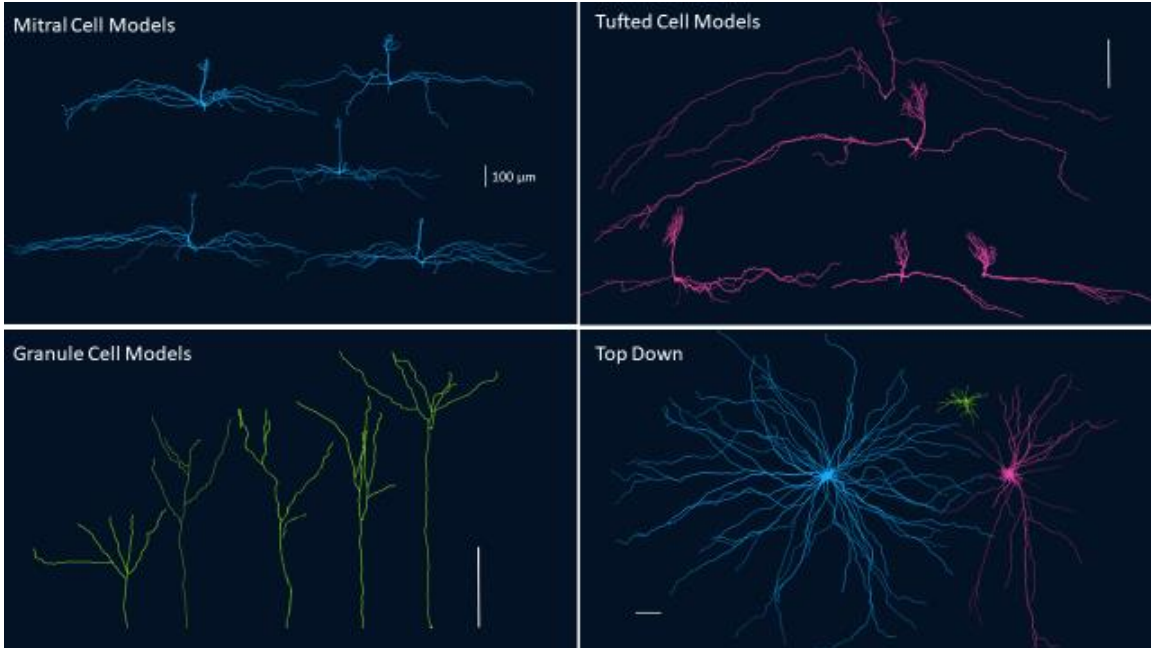 Mitral Cell Models
100 μm
Tufted Cell Models
Granule Cell Models
Top Down